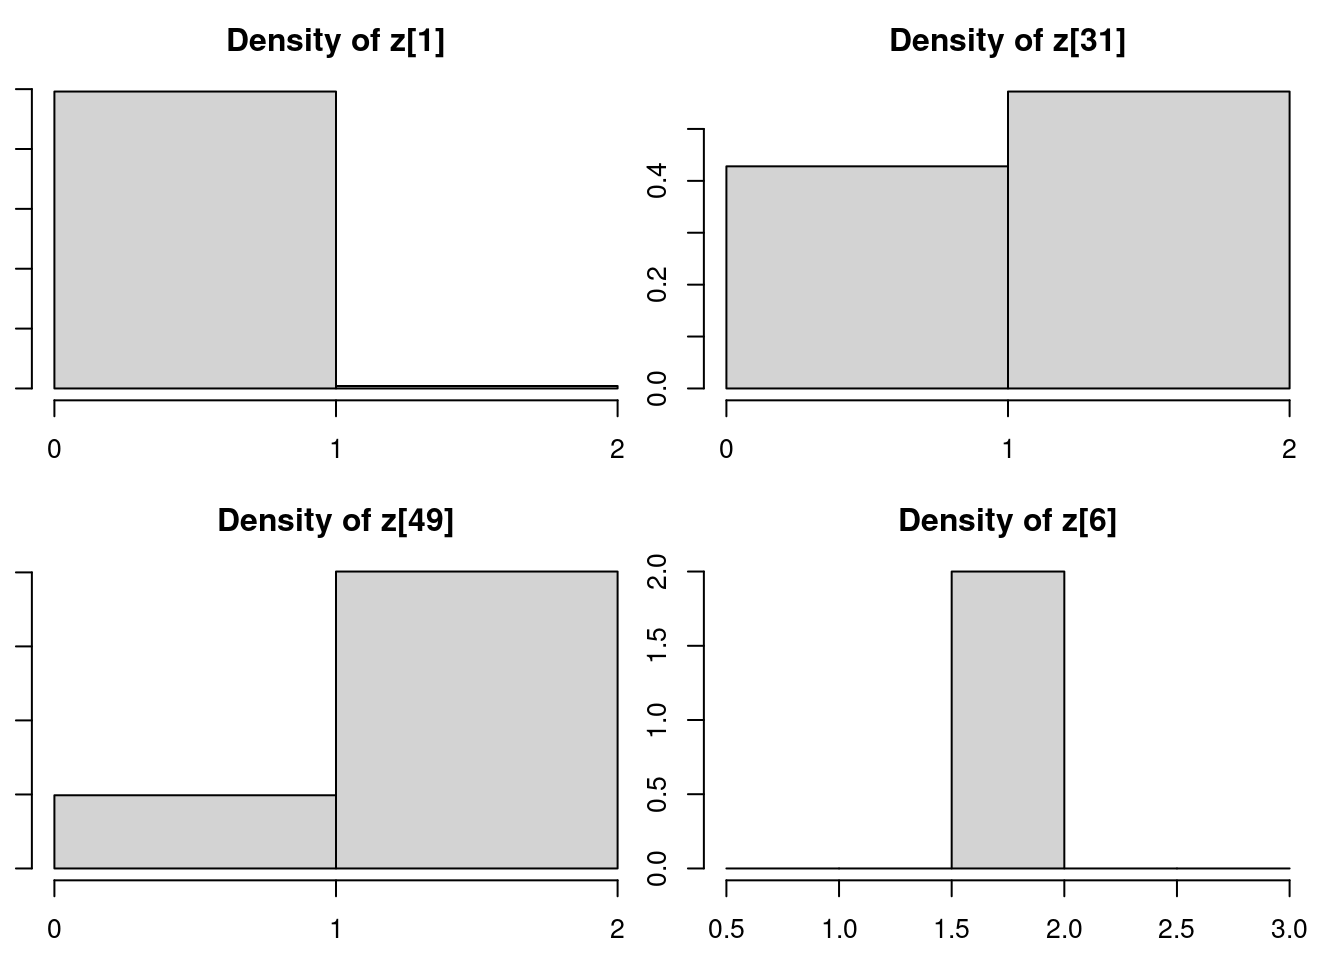 Density of z[1]
0 1 2
Density of z[31]
0.0 0.2 0.4
0 1 2
Density of z[49]
0 1 2
Density of z[6]
0.0 0.5 1.0 1.5 2.0
0.5 1.0 1.5 2.0 2.5 3.0